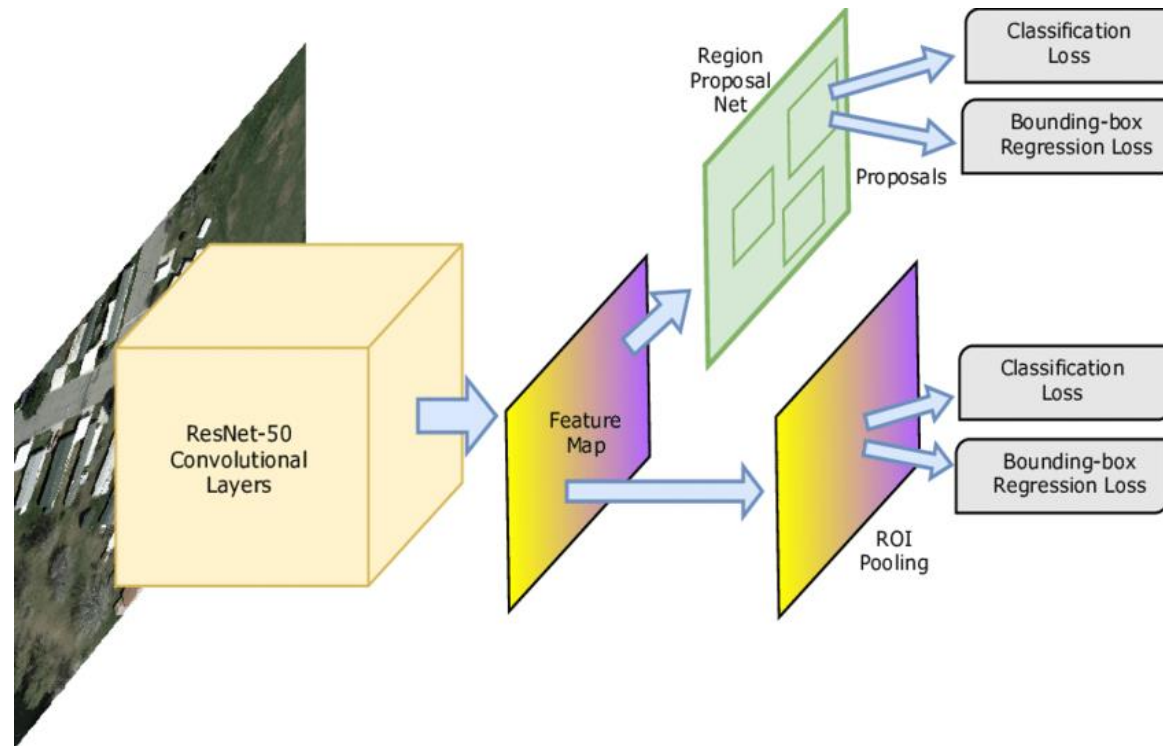 Region
Proposal
Net
Classification
Loss
Bounding-box
Regression Loss
Proposals
ResNet-50
Convolutional
Layers
Feature
Map
ROI
Pooling
Classification
Loss
Bounding-box
Regression Loss